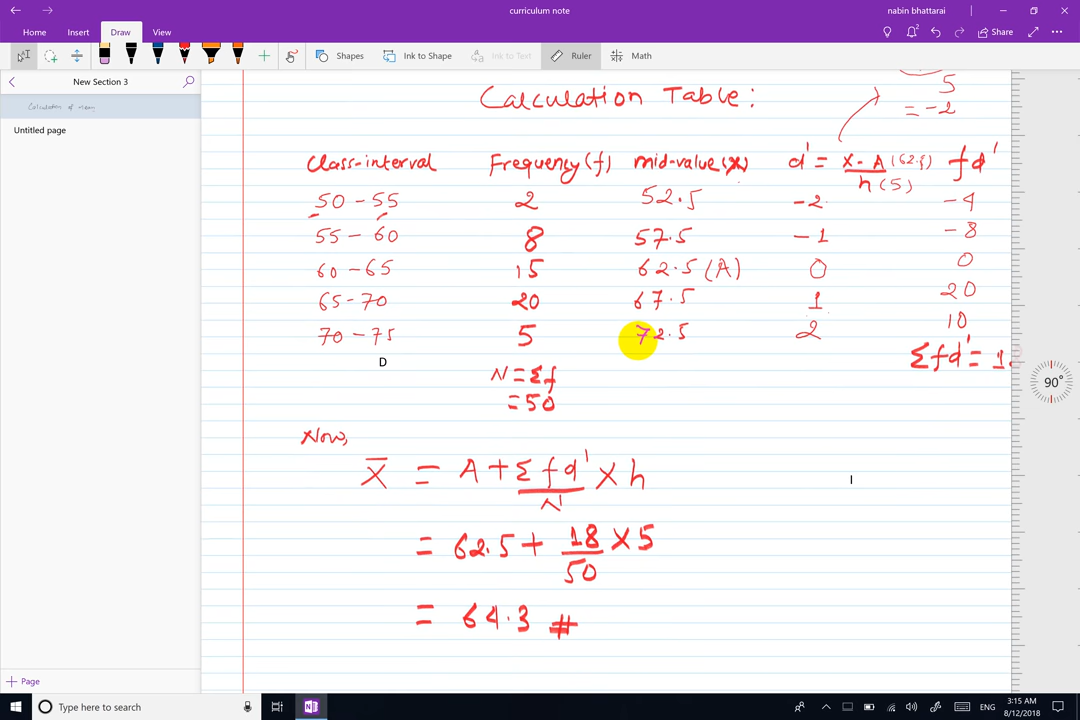 curriculum note
nabin bhattarai
Home Insert Draw View
Share
Shapes Ink to Shape Ink to Text Ruler Math
New Section 3
Calculation of mean
Untitled page
Calculation Table:
5
= -2
Class-interval Frequency (f) mid-value (x) d' = x - A (62.5) / h (5) fd'
50 - 55 2 52.5 -2 -4
55 - 60 8 57.5 -1 -8
60 - 65 15 62.5 (A) 0 0
65 - 70 20 67.5 1 20
70 - 75 5 72.5 2 10
Σfd' =
D
N = Σf
= 50
Now,
X̄ = A + Σfd' / N × h
= 62.5 + 18 / 50 × 5
= 64.3 #
90°
Page
Type here to search
ENG
3:15 AM
8/12/2018